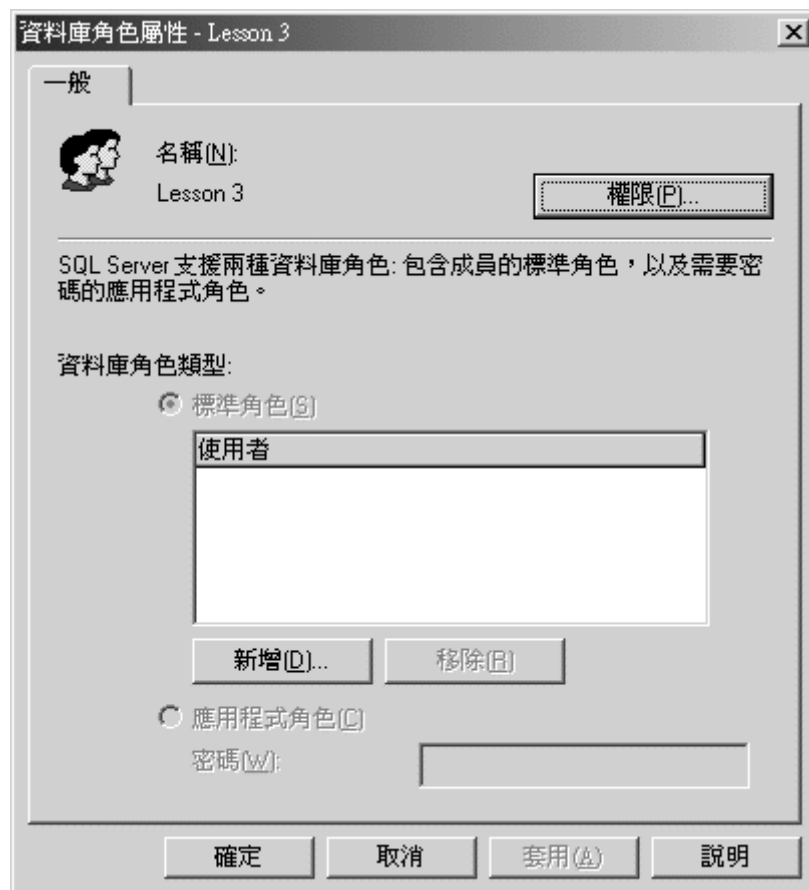 資料庫角色屬性 - Lesson 3
一般
名稱(N):
Lesson 3
權限(P)...
SQL Server 支援兩種資料庫角色: 包含成員的標準角色，以及需要密
碼的應用程式角色。
資料庫角色類型:
標準角色(S)
使用者
新增(D)...
移除(R)
應用程式角色(C)
密碼(W):
確定
取消
套用(A)
說明